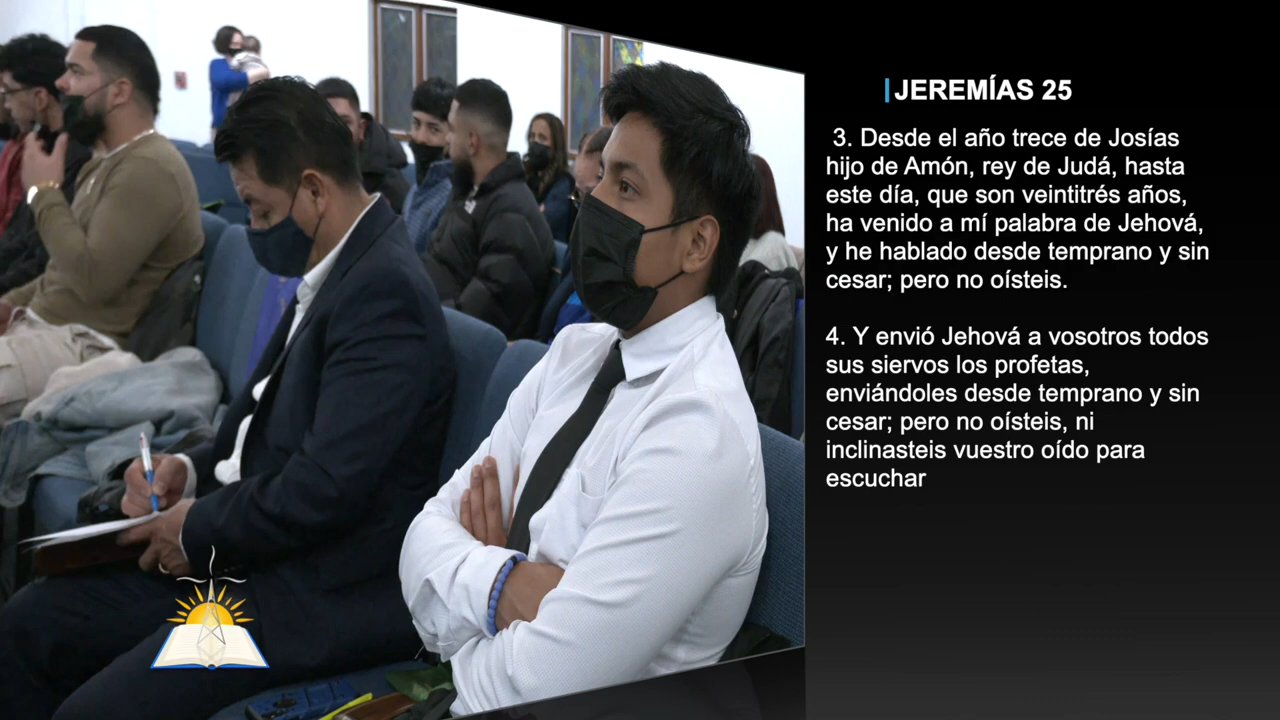 JEREMÍAS 25
3. Desde el año trece de Josías
hijo de Amón, rey de Judá, hasta
este día, que son veintitrés años,
ha venido a mí palabra de Jehová,
y he hablado desde temprano y sin
cesar; pero no oísteis.
4. Y envió Jehová a vosotros todos
sus siervos los profetas,
enviándoles desde temprano y sin
cesar; pero no oísteis, ni
inclinasteis vuestro oído para
escuchar